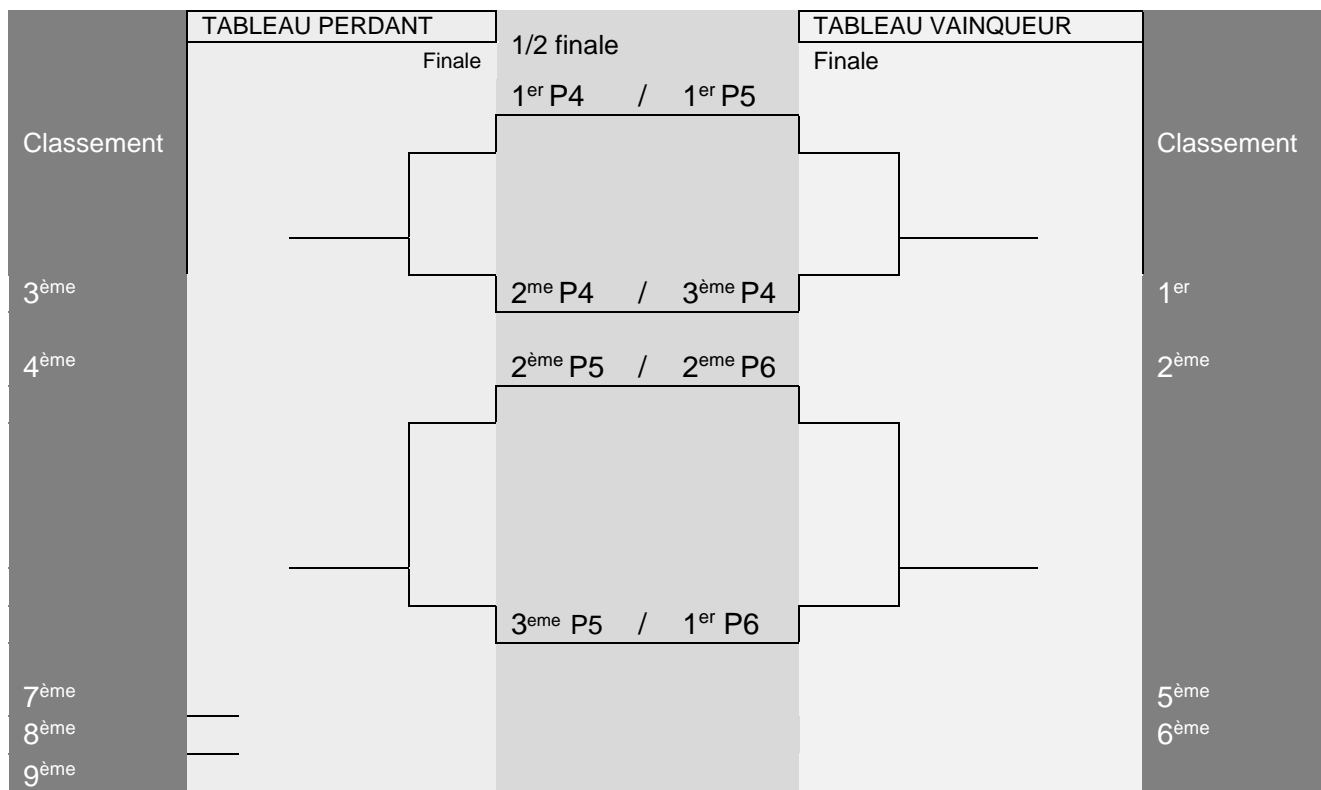 TABLEAU PERDANT
Finale
1/2 finale
TABLEAU VAINQUEUR
Finale
1er P4 / 1er P5
Classement
Classement
3ème
2me P4 / 3ème P4
1er
4ème
2ème P5 / 2eme P6
2ème
3eme P5 / 1er P6
7ème
5ème
8ème
6ème
9ème